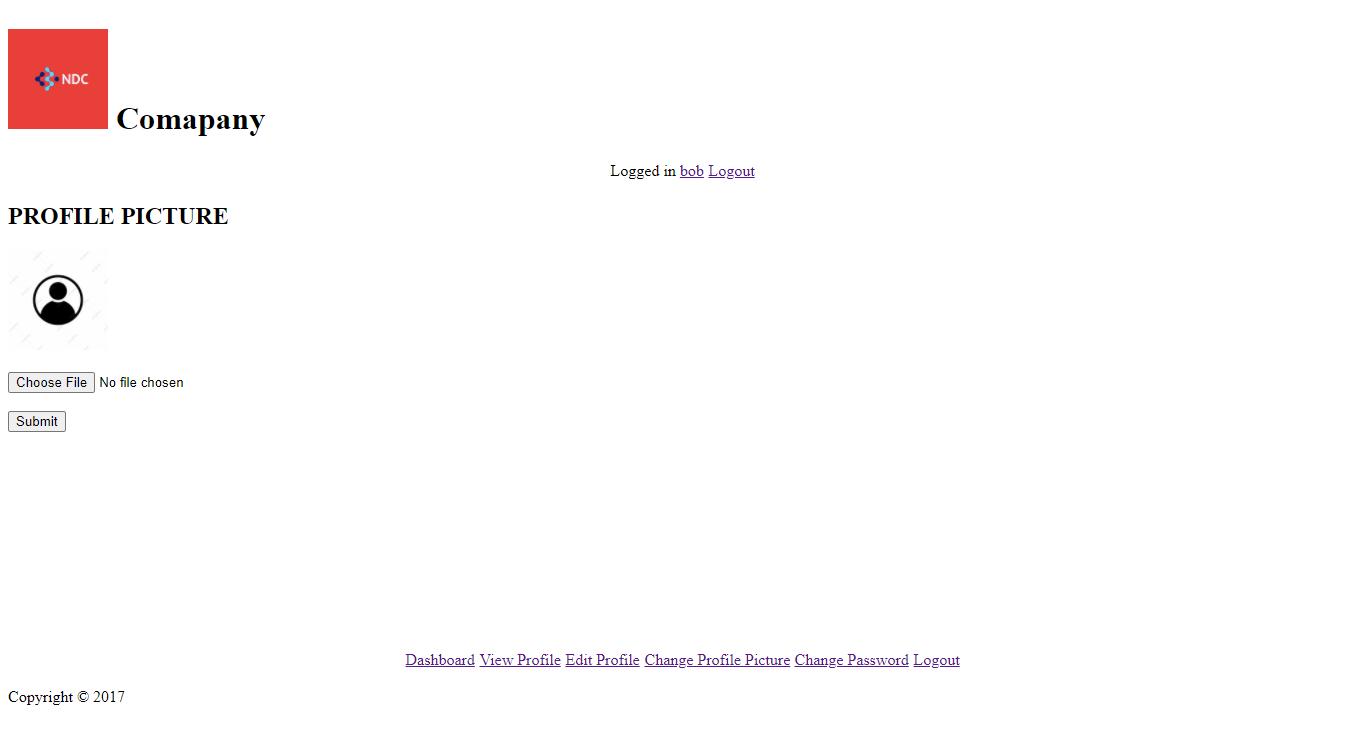 NDC
Comapany
Logged in bob Logout
PROFILE PICTURE
Choose File No file chosen
Submit
Dashboard View Profile Edit Profile Change Profile Picture Change Password Logout
Copyright © 2017